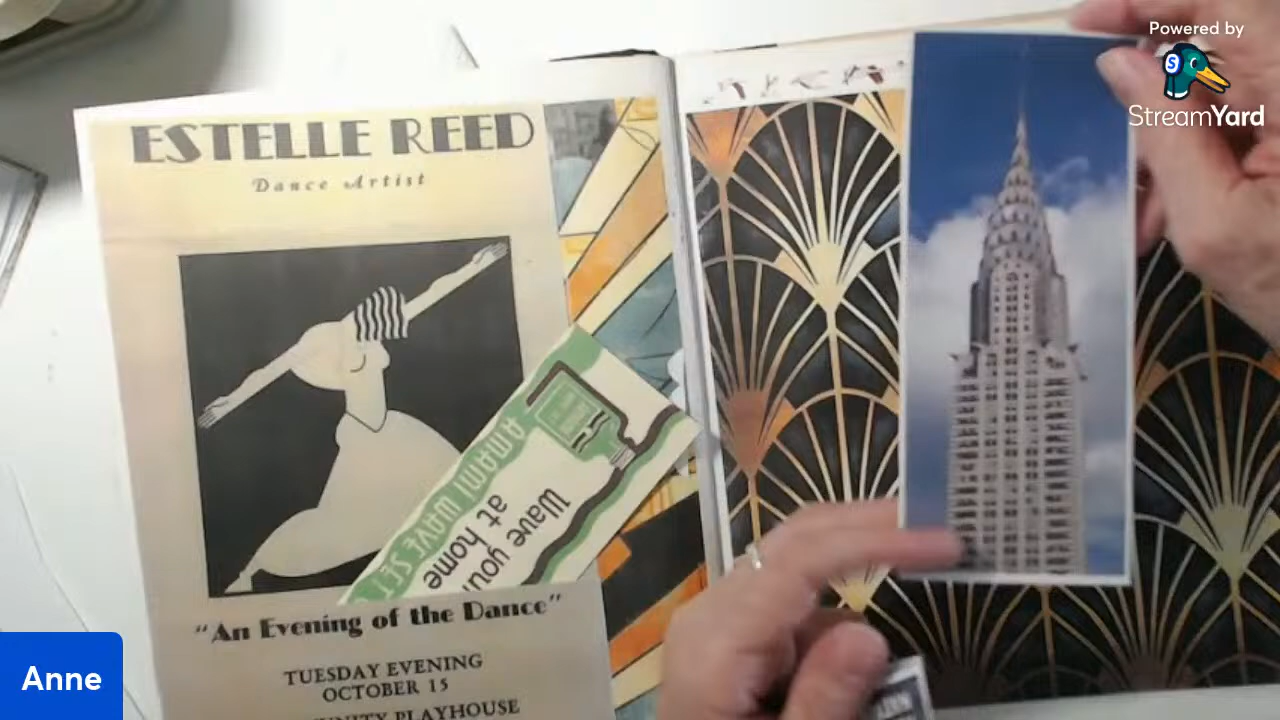 Powered by
StreamYard
ESTELLE REED
Dance Artist
AMAMI WAVE SET
Wave your
at home
"An Evening of the Dance"
TUESDAY EVENING
OCTOBER 15
PLAYHOUSE
Anne